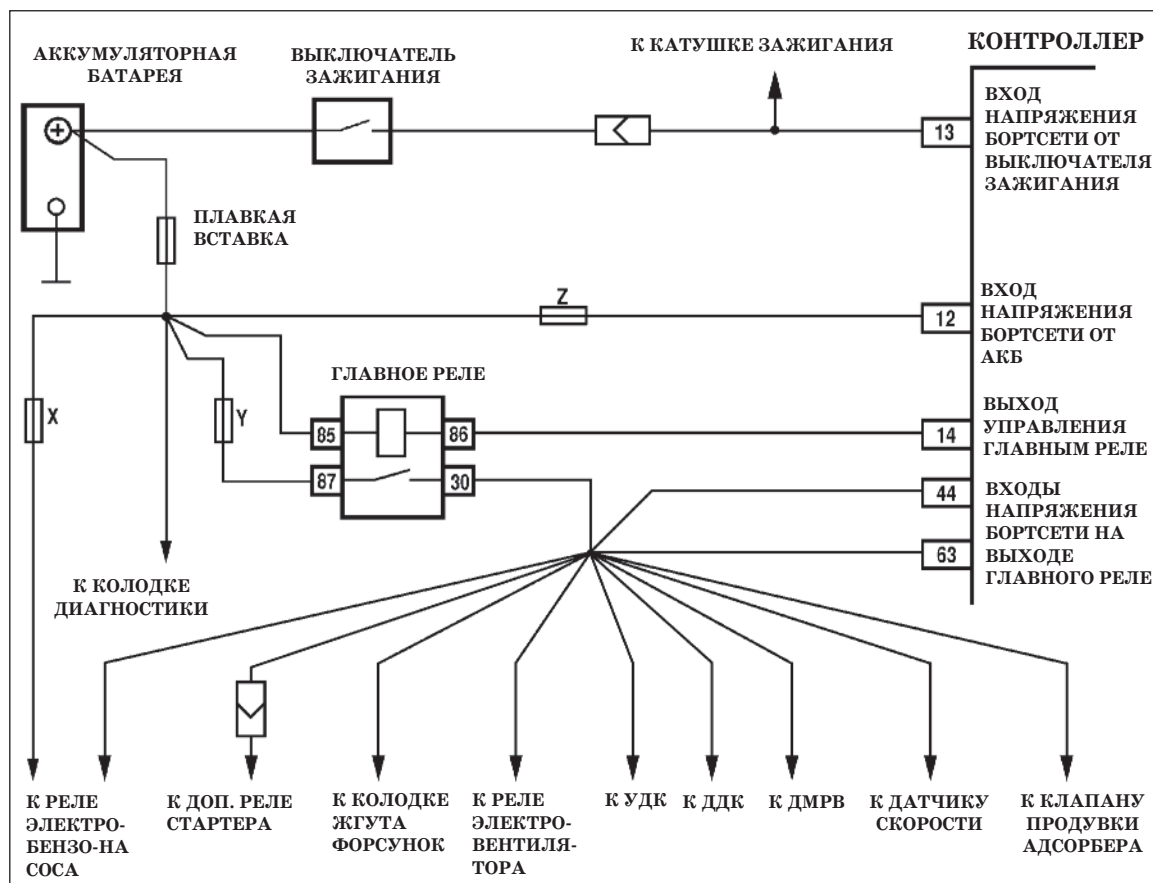 АККУМУЛЯТОРНАЯ
БАТАРЕЯ
ВЫКЛЮЧАТЕЛЬ
ЗАЖИГАНИЯ
К КАТУШКЕ ЗАЖИГАНИЯ
КОНТРОЛЛЕР
13
ВХОД
НАПРЯЖЕНИЯ
БОРТСЕТИ ОТ
ВЫКЛЮЧАТЕЛЯ
ЗАЖИГАНИЯ
ПЛАВКАЯ
ВСТАВКА
Z
12
ВХОД
НАПРЯЖЕНИЯ
БОРТСЕТИ ОТ
АКБ
X
Y
ГЛАВНОЕ РЕЛЕ
85
86
87
30
14
ВЫХОД
УПРАВЛЕНИЯ
ГЛАВНЫМ РЕЛЕ
44
63
ВХОДЫ
НАПРЯЖЕНИЯ
БОРТСЕТИ НА
ВЫХОДЕ
ГЛАВНОГО РЕЛЕ
К КОЛОДКЕ
ДИАГНОСТИКИ
К РЕЛЕ
ЭЛЕКТРО-
БЕНЗО-НА
СОСА
К ДОП. РЕЛЕ
СТАРТЕРА
К КОЛОДКЕ
ЖГУТА
ФОРСУНОК
К РЕЛЕ
ЭЛЕКТРО-
ВЕНТИЛЯ-
ТОРА
К УДК
К ДДК
К ДМРВ
К ДАТЧИКУ
СКОРОСТИ
К КЛАПАНУ
ПРОДУВКИ
АДСОРБЕРА